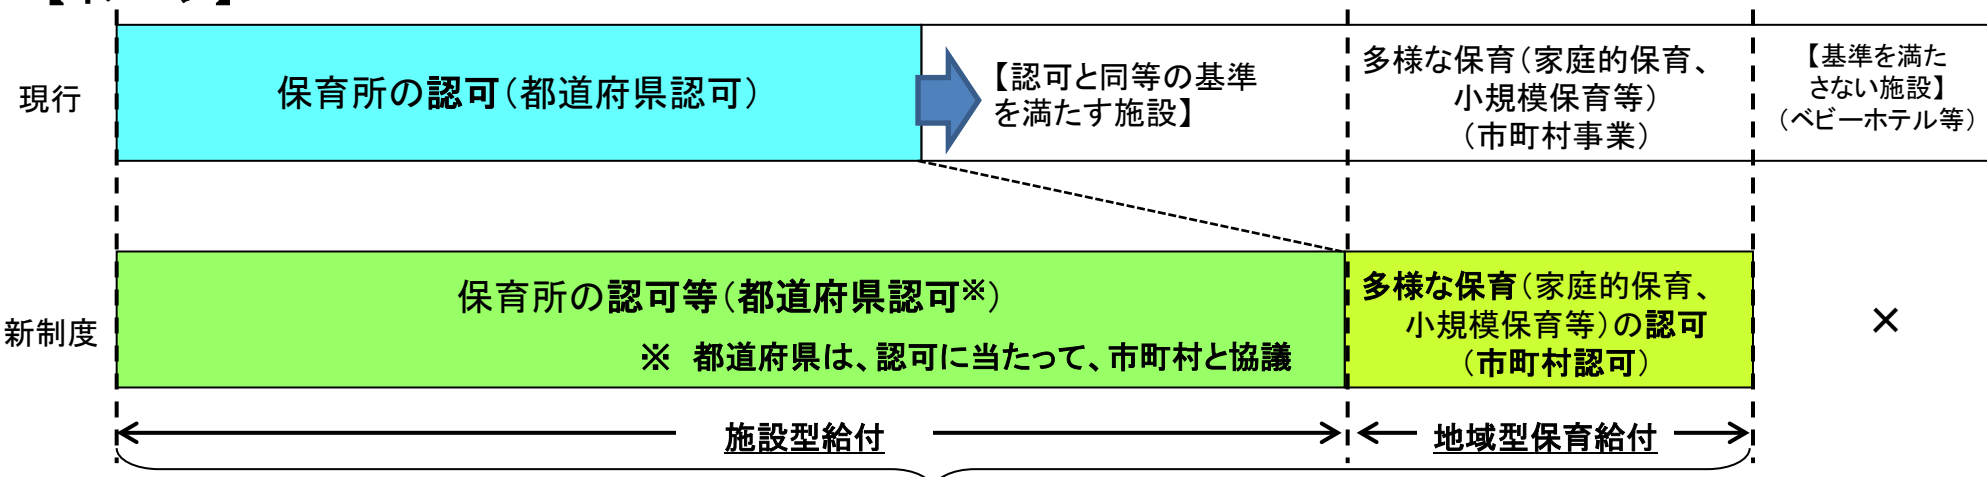 現行
保育所の認可（都道府県認可）
【認可と同等の基準
を満たす施設】
多様な保育（家庭的保育、
小規模保育等）
（市町村事業）
【基準を満た
さない施設】
（ベビーホテル等）
新制度
保育所の認可等（都道府県認可※）
※ 都道府県は、認可に当たって、市町村と協議
多様な保育（家庭的保育、
小規模保育等）の認可
（市町村認可）
×
施設型給付
地域型保育給付